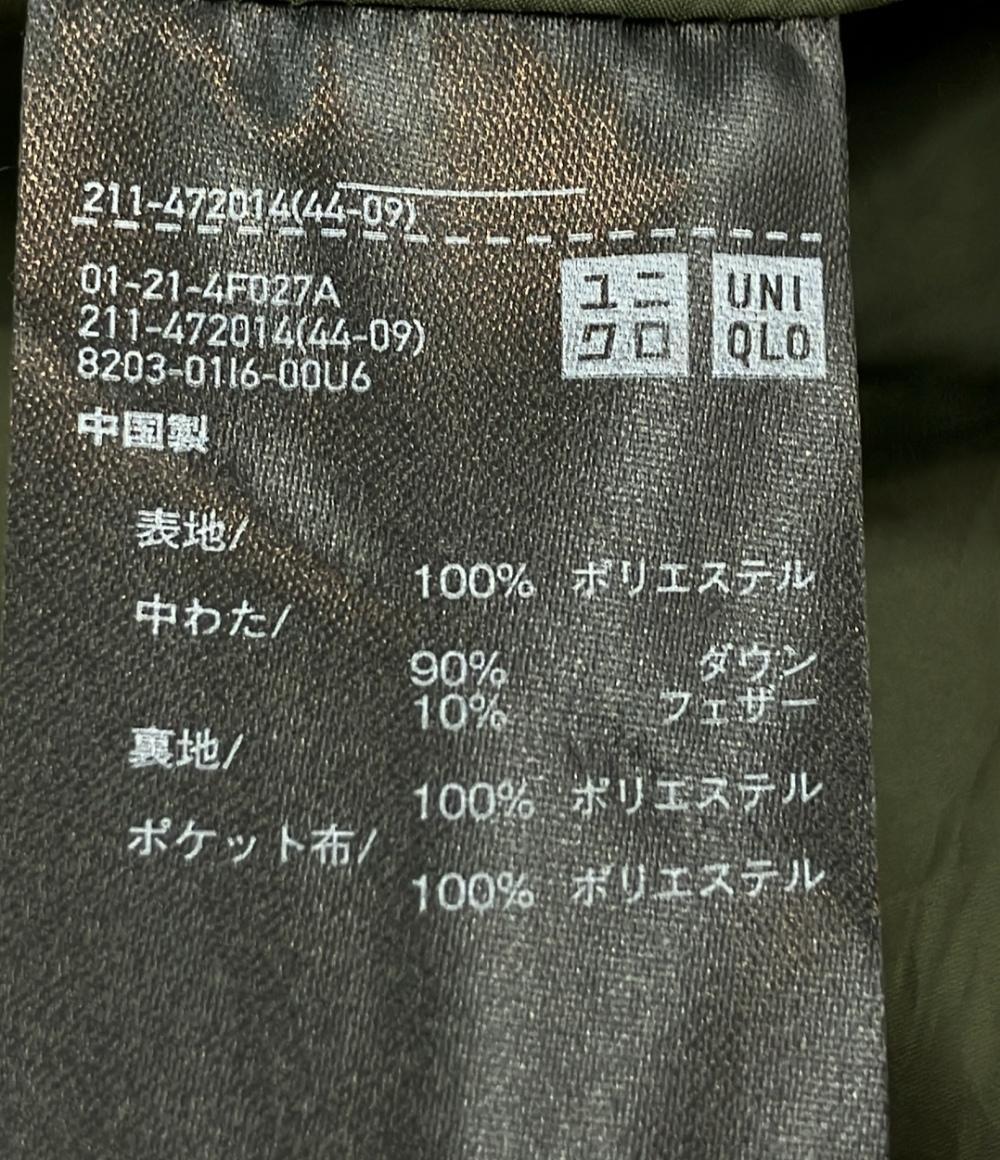 211-472014(44-09)
01-21-4F027A
211-472014(44-09)
8203-01I6-00U6
ユニ
クロ
UNI
QLO
中国製
表地/
100% ポリエステル
中わた/
90% ダウン
10% フェザー
裏地/
100% ポリエステル
ポケット布/
100% ポリエステル